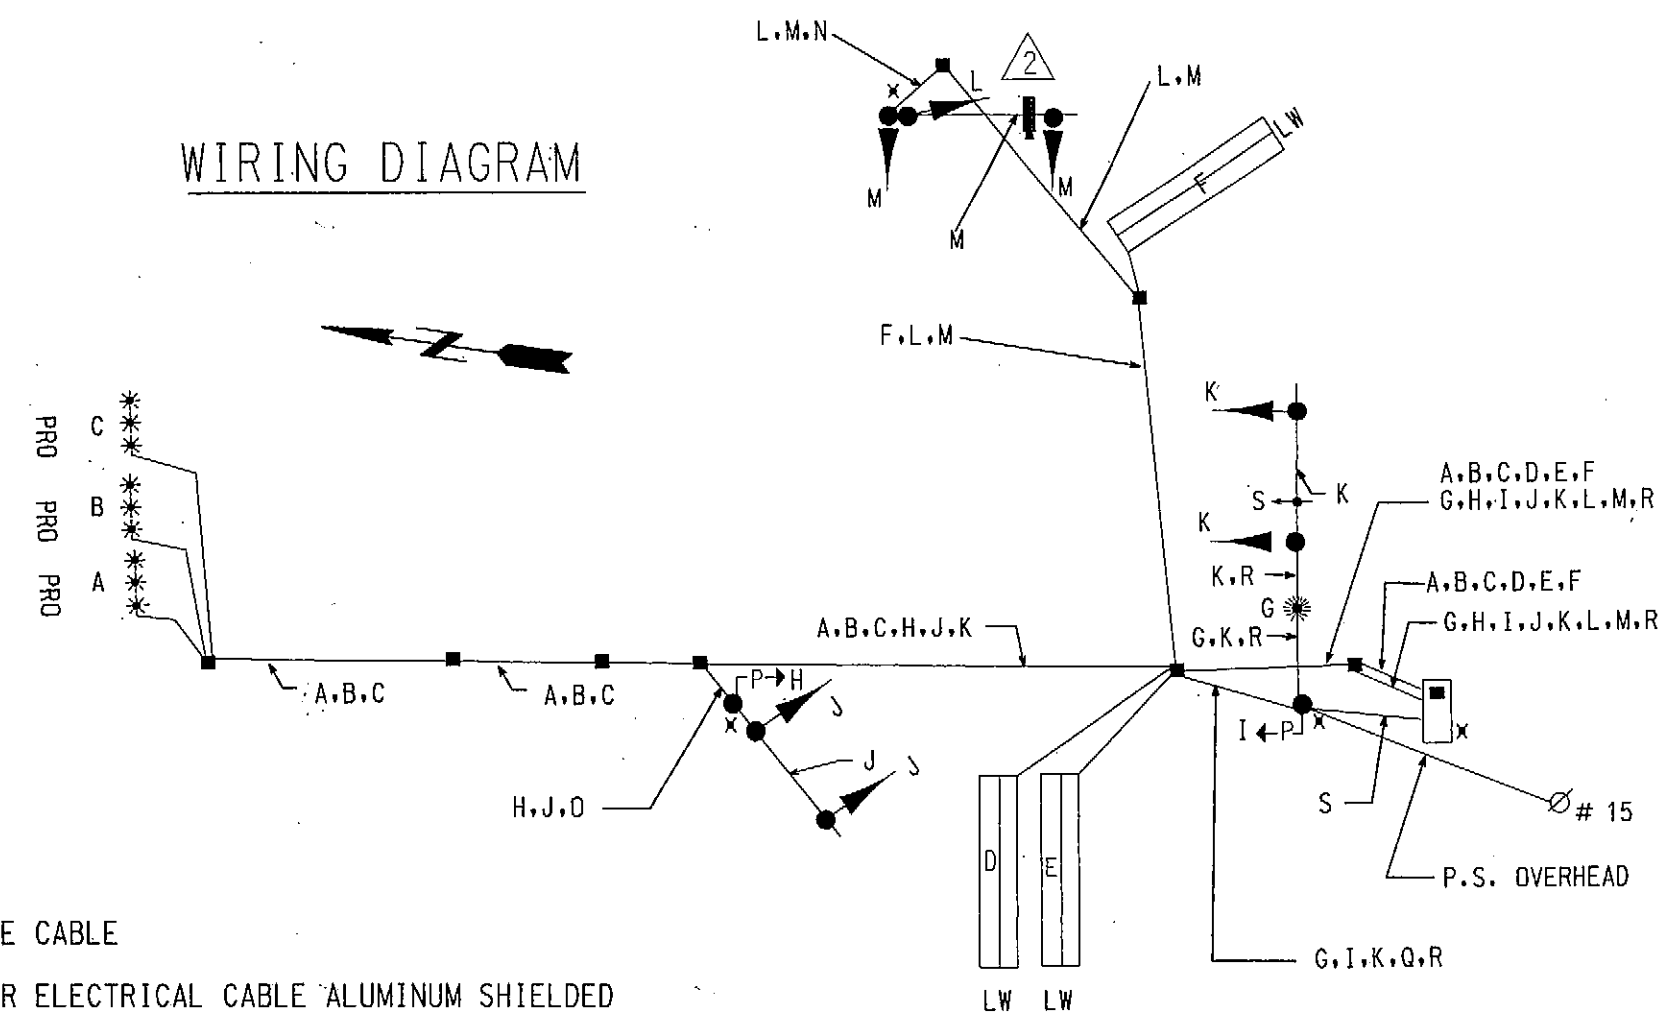 L,M,N
2
L
L,M
LW
WIRING DIAGRAM
F
M
M
M
F,L,M
Z
K
PRO C
A,B,C,D,E,F
G,H,I,J,K,L,M,R
S
K
PRO B
K
K,R
A,B,C,D,E,F
PRO A
G
G,H,I,J,K,L,M,R
A,B,C,H,J,K
G,K,R
A,B,C
A,B,C
P H
J
I P
J
J
H,J,O
S
# 15
D
E
P.S. OVERHEAD
E CABLE
G,I,K,Q,R
R ELECTRICAL CABLE ALUMINUM SHIELDED
LW
LW